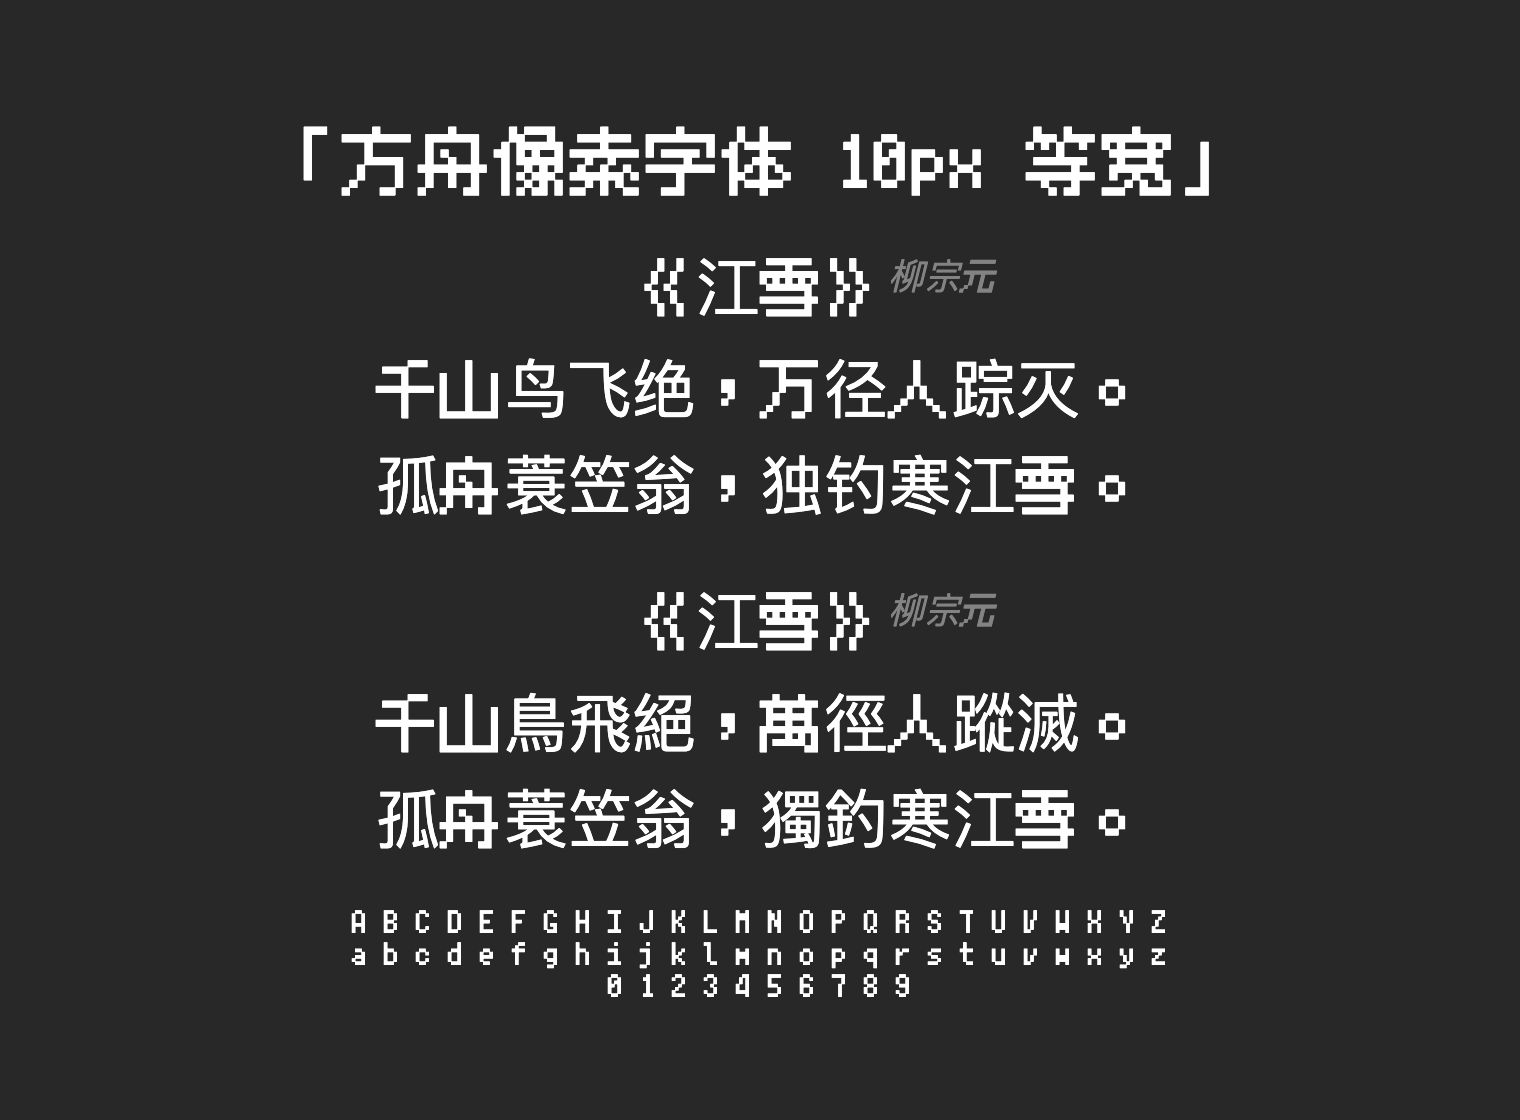 「方舟像素字体 10px 等宽」
《江雪》 柳宗元
千山鸟飞绝，万径人踪灭。
孤舟蓑笠翁，独钓寒江雪。
《江雪》 柳宗元
千山鳥飛絕，萬徑人蹤滅。
孤舟蓑笠翁，獨釣寒江雪。
A B C D E F G H I J K L M N O P Q R S T U V W X Y Z
a b c d e f g h i j k l m n o p q r s t u v w x y z
0 1 2 3 4 5 6 7 8 9